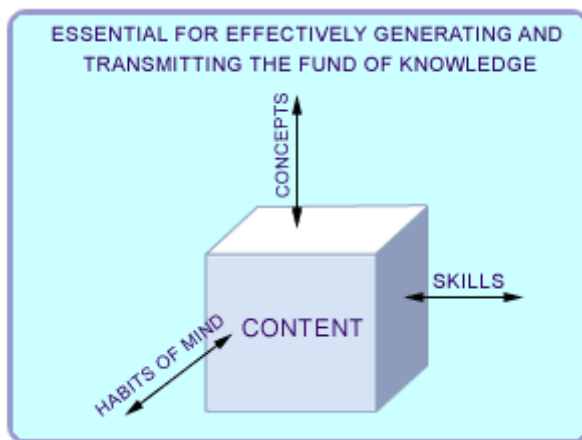 ESSENTIAL FOR EFFECTIVELY GENERATING AND
TRANSMITTING THE FUND OF KNOWLEDGE
CONCEPTS
SKILLS
CONTENT
HABITS OF MIND